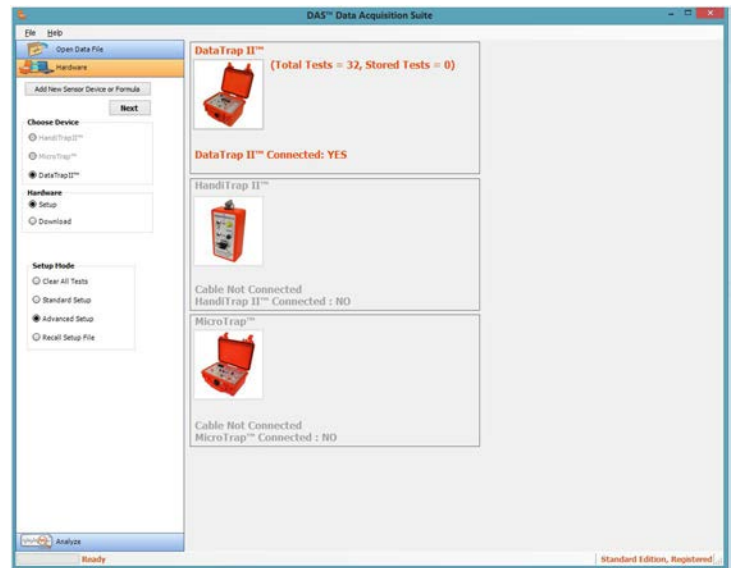 DAS™ Data Acquisition Suite
File Help
Open Data File
Hardware
Add New Sensor Device or Formula
Next
Choose Device
HandiTrapII™
MicroTrap™
DataTrapII™
Hardware
Setup
Download
Setup Mode
Clear All Tests
Standard Setup
Advanced Setup
Recall Setup File
Analyze
DataTrap II™
(Total Tests = 32, Stored Tests = 0)
DataTrap II™ Connected: YES
HandiTrap II™
Cable Not Connected
HandiTrap II™ Connected : NO
MicroTrap™
Cable Not Connected
MicroTrap™ Connected : NO
Ready
Standard Edition, Registered